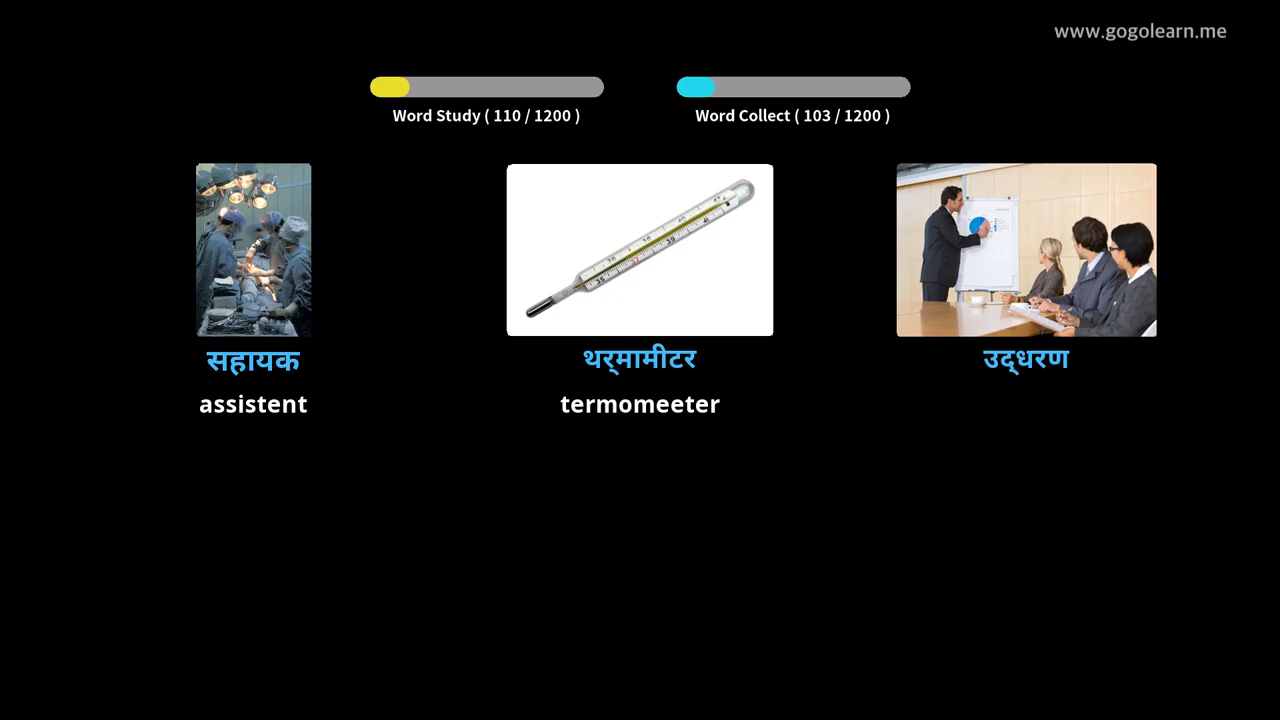 www.gogolearn.me
Word Study ( 110 / 1200 )
Word Collect ( 103 / 1200 )
सहायक
थर्मामीटर
उद्धरण
assistent
termomeeter